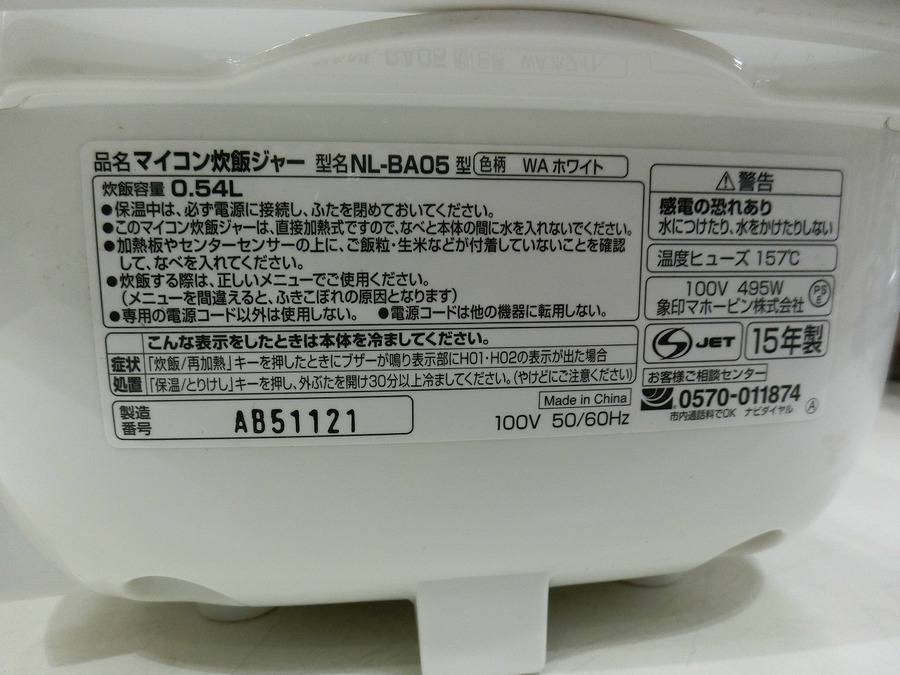 品名 マイコン炊飯ジャー 型名 NL-BA05 型 色柄 WA ホワイト
炊飯容量 0.54L
●保温中は、必ず電源に接続し、ふたを閉めておいてください。
●このマイコン炊飯ジャーは、直接加熱式ですので、なべと本体の間に水を入れないでください。
●加熱板やセンターセンサーの上に、ご飯粒・生米などが付着していないことを確認
して、なべを入れてください。
●炊飯する際は、正しいメニューでご使用ください。
(メニューを間違えると、ふきこぼれの原因となります)
●専用の電源コード以外は使用しない。 ●電源コードは他の機器に転用しない。
こんな表示をしたときは本体を冷ましてください。
症状 「炊飯/再加熱」キーを押したときにブザーが鳴り表示部にH01・H02の表示が出た場合
処置 「保温/とりけし」キーを押し、外ぶたを開け30分以上冷ましてください。(やけどにご注意ください)
製造
番号 AB51121
Made in China
100V 50/60Hz
⚠警告
感電の恐れあり
水につけたり、水をかけたりしない
温度ヒューズ 157℃
100V 495W
象印マホービン株式会社
PS
E
S JET 15年製
お客様ご相談センター
0570-011874
市内通話料でOK ナビダイヤル Ⓐ